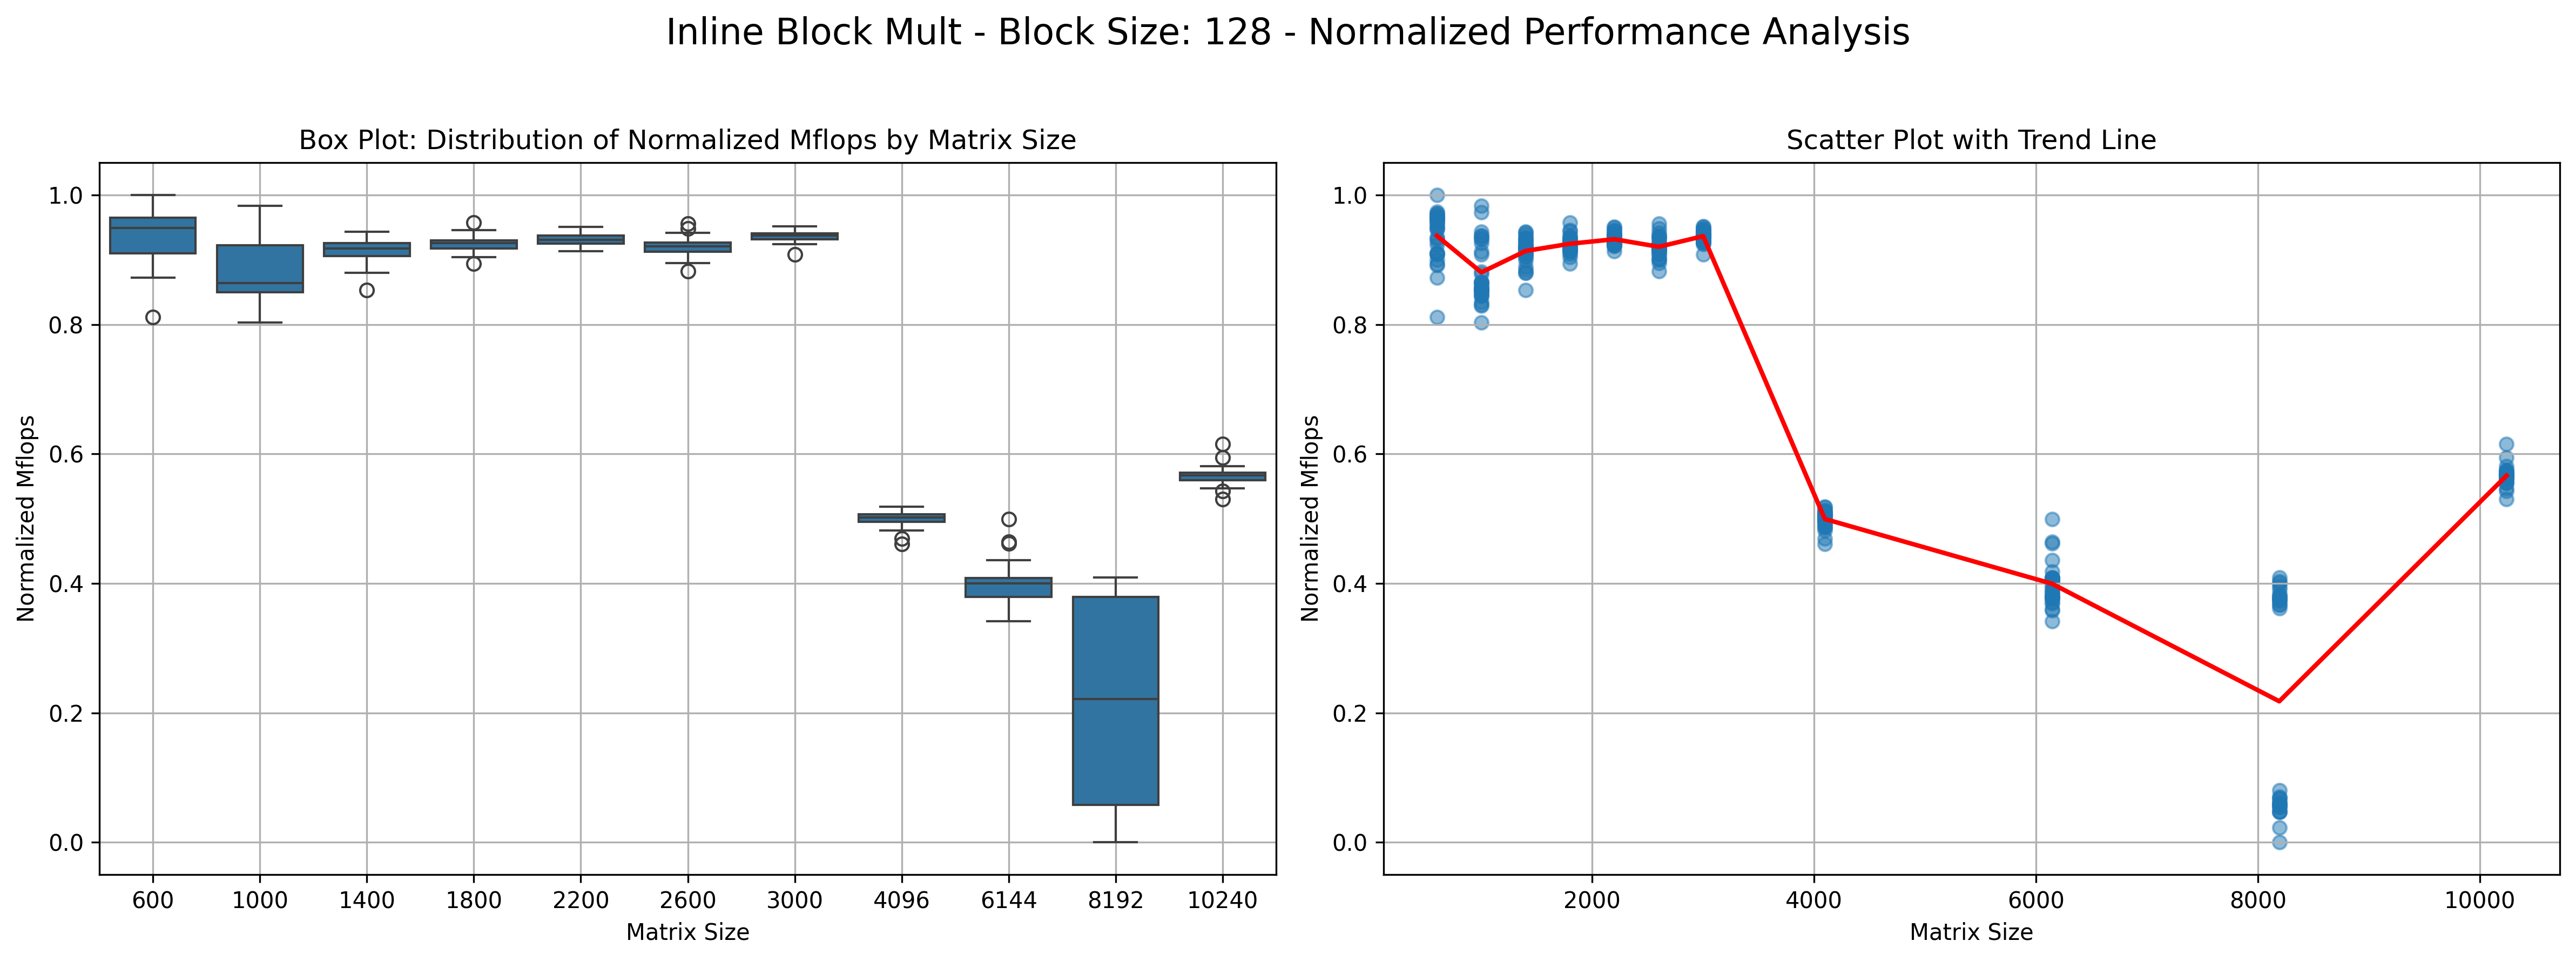 Inline Block Mult - Block Size: 128 - Normalized Performance Analysis
Box Plot: Distribution of Normalized Mflops by Matrix Size
1.0
0.8
0.6
0.4
0.2
0.0
Normalized Mflops
600 1000 1400 1800 2200 2600 3000 4096 6144 8192 10240
Matrix Size
Scatter Plot with Trend Line
1.0
0.8
0.6
0.4
0.2
0.0
Normalized Mflops
2000 4000 6000 8000 10000
Matrix Size